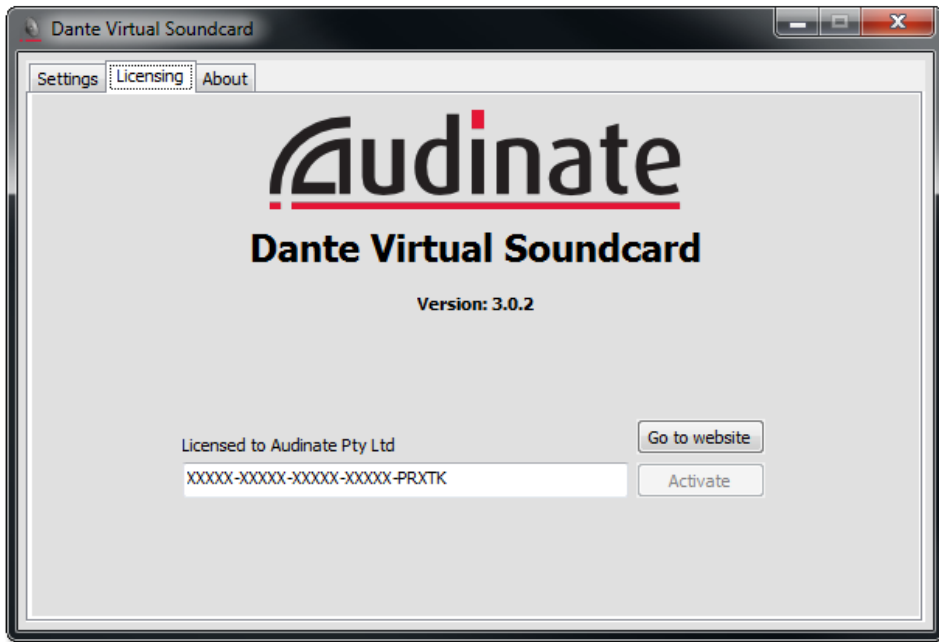 Dante Virtual Soundcard
Settings Licensing About
Audinate
Dante Virtual Soundcard
Version: 3.0.2
Licensed to Audinate Pty Ltd
Go to website
XXXXX-XXXXX-XXXXX-XXXXX-PRXTK
Activate